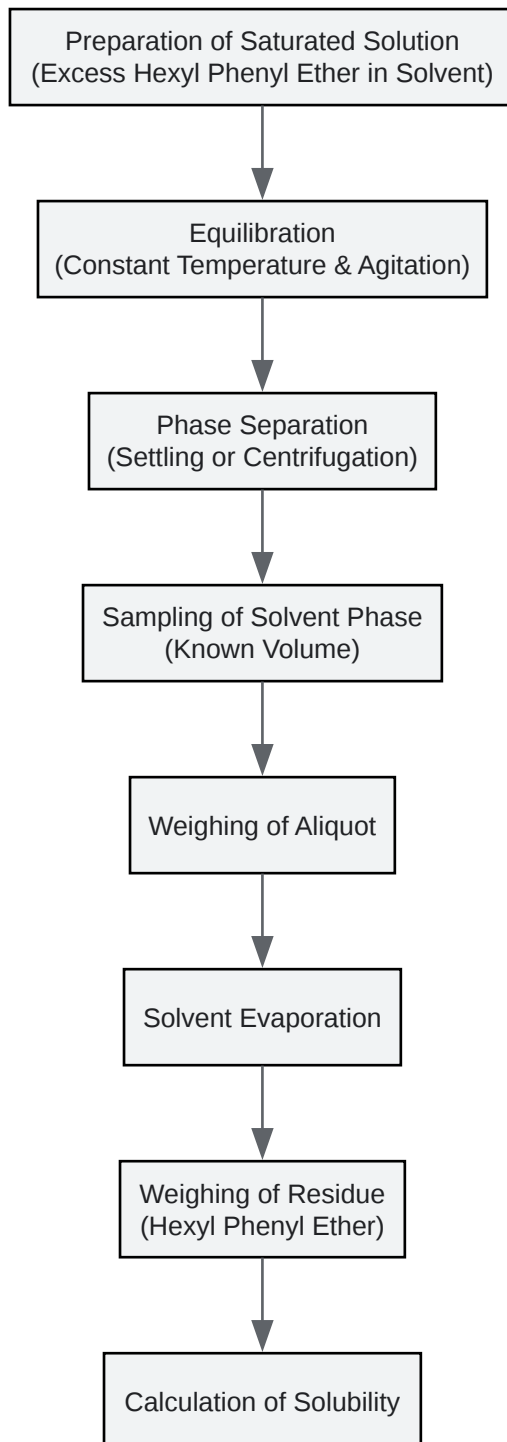 Preparation of Saturated Solution
(Excess Hexyl Phenyl Ether in Solvent)
Equilibration
(Constant Temperature & Agitation)
Phase Separation
(Settling or Centrifugation)
Sampling of Solvent Phase
(Known Volume)
Weighing of Aliquot
Solvent Evaporation
Weighing of Residue
(Hexyl Phenyl Ether)
Calculation of Solubility